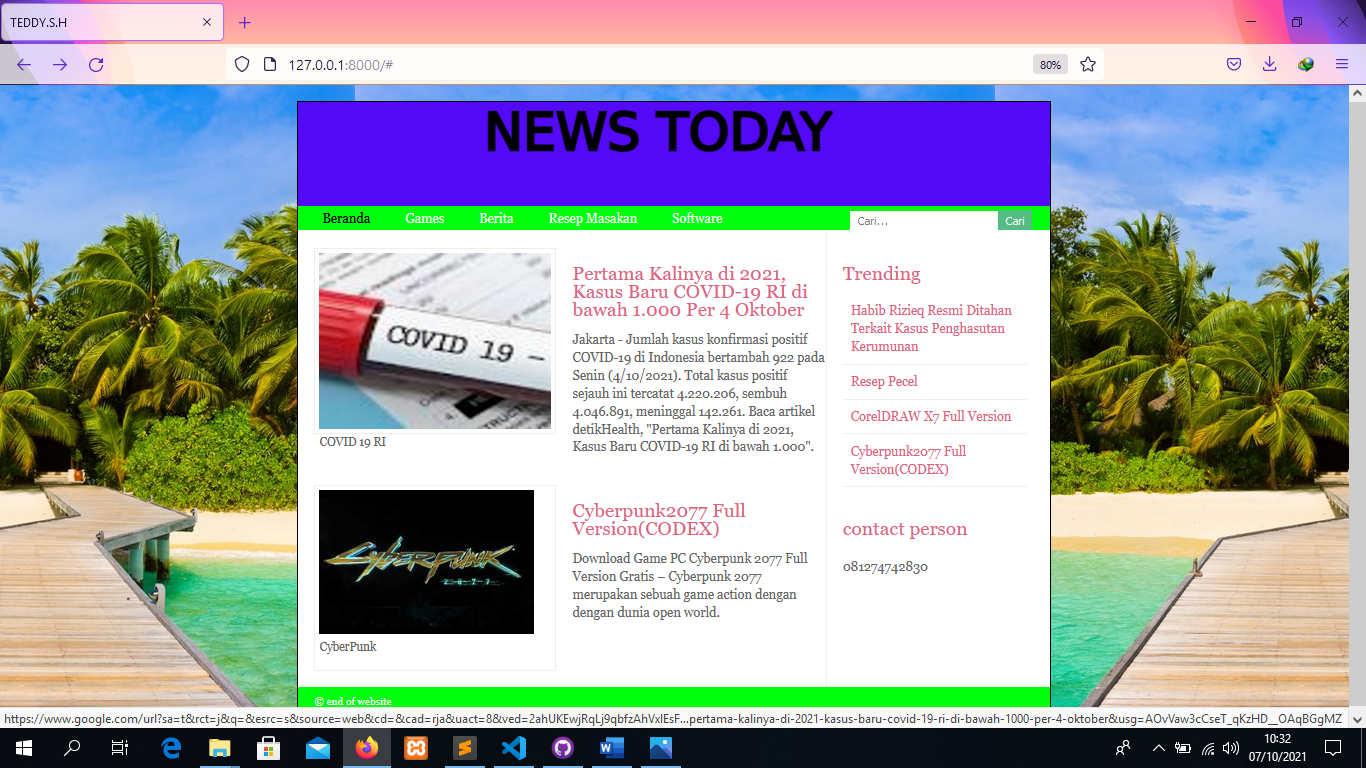 TEDDY.S.H
127.0.0.1:8000/#
80%
NEWS TODAY
Beranda
Games
Berita
Resep Masakan
Software
Cari...
Cari
COVID 19 -
COVID 19 RI
Pertama Kalinya di 2021,
Kasus Baru COVID-19 RI di
bawah 1.000 Per 4 Oktober
Jakarta - Jumlah kasus konfirmasi positif
COVID-19 di Indonesia bertambah 922 pada
Senin (4/10/2021). Total kasus positif
sejauh ini tercatat 4.220.206, sembuh
4.046.891, meninggal 142.261. Baca artikel
detikHealth, "Pertama Kalinya di 2021,
Kasus Baru COVID-19 RI di bawah 1.000".
CYBERPUNK
2077
CyberPunk
Cyberpunk2077 Full
Version(CODEX)
Download Game PC Cyberpunk 2077 Full
Version Gratis – Cyberpunk 2077
merupakan sebuah game action dengan
dengan dunia open world.
Trending
Habib Rizieq Resmi Ditahan
Terkait Kasus Penghasutan
Kerumunan
Resep Pecel
CorelDRAW X7 Full Version
Cyberpunk2077 Full
Version(CODEX)
contact person
081274742830
© end of website
https://www.google.com/url?sa=t&rct=j&q=&esrc=s&source=web&cd=&cad=rja&uact=8&ved=2ahUKEwjRqLj9qbfzAhVxlEsF...pertama-kalinya-di-2021-kasus-baru-covid-19-ri-di-bawah-1000-per-4-oktober&usg=AOvVaw3cCseT_qKzHD__OAqBGgMZ
10:32
07/10/2021